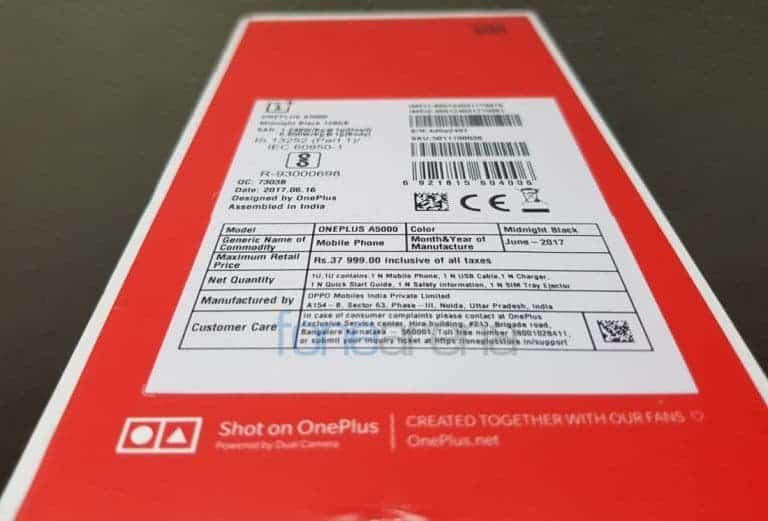 ONEPLUS A5000
Midnight Black 128GB
IS 13252 (Part 1)/
IEC 60950-1
R-93000698
QC: 7303B
Date: 2017.06.16
Designed by OnePlus
Assembled in India
6 921815 604005
CE
Model ONEPLUS A5000 Color Midnight Black
Generic Name of Commodity Mobile Phone Month&Year of Manufacture June-2017
Maximum Retail Price Rs.37 999.00 Inclusive of all taxes
Net Quantity 1U,1U contains:1 N Mobile Phone, 1 N USB Cable,1 N Charger,
1 N Quick Start Guide, 1 N Safety Information, 1 N SIM Tray Ejector
Manufactured by OPPO Mobiles India Private Limited
A154-B, Sector 63, Phase-III, Noida, Uttar Pradesh, India
Customer Care In case of consumer complaints please contact at OnePlus
Exclusive Service center, Hira building, #213, Brigade road,
Bangalore Karnataka - 560001, Toll free number 18001028411,
or submit your inquiry ticket at https://oneplusstore.in/support
fonearena
Shot on OnePlus
Powered by Dual Camera
CREATED TOGETHER WITH OUR FANS
OnePlus.net